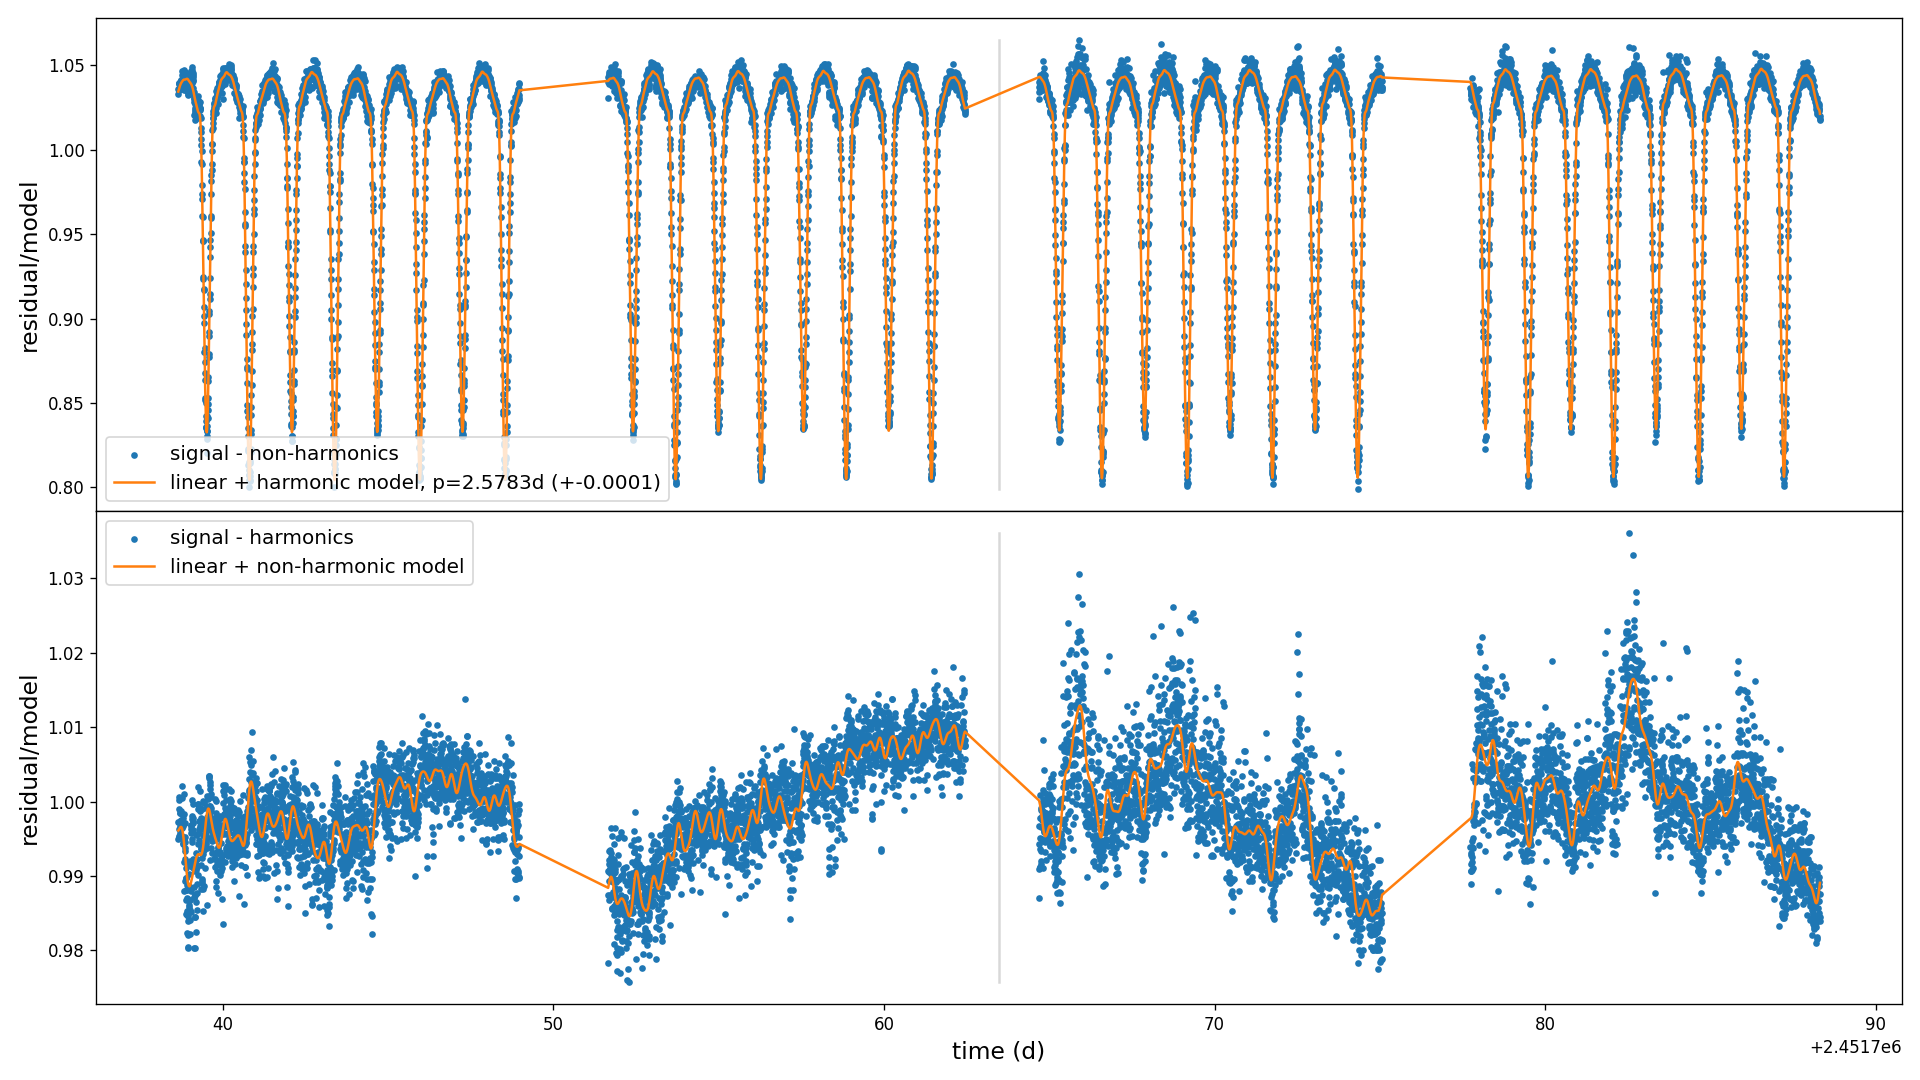 residual/model
1.05
1.00
0.95
0.90
0.85
0.80
signal - non-harmonics
linear + harmonic model, p=2.5783d (+-0.0001)
residual/model
1.03
1.02
1.01
1.00
0.99
0.98
signal - harmonics
linear + non-harmonic model
40 50 60 70 80 90
time (d)
+2.4517e6